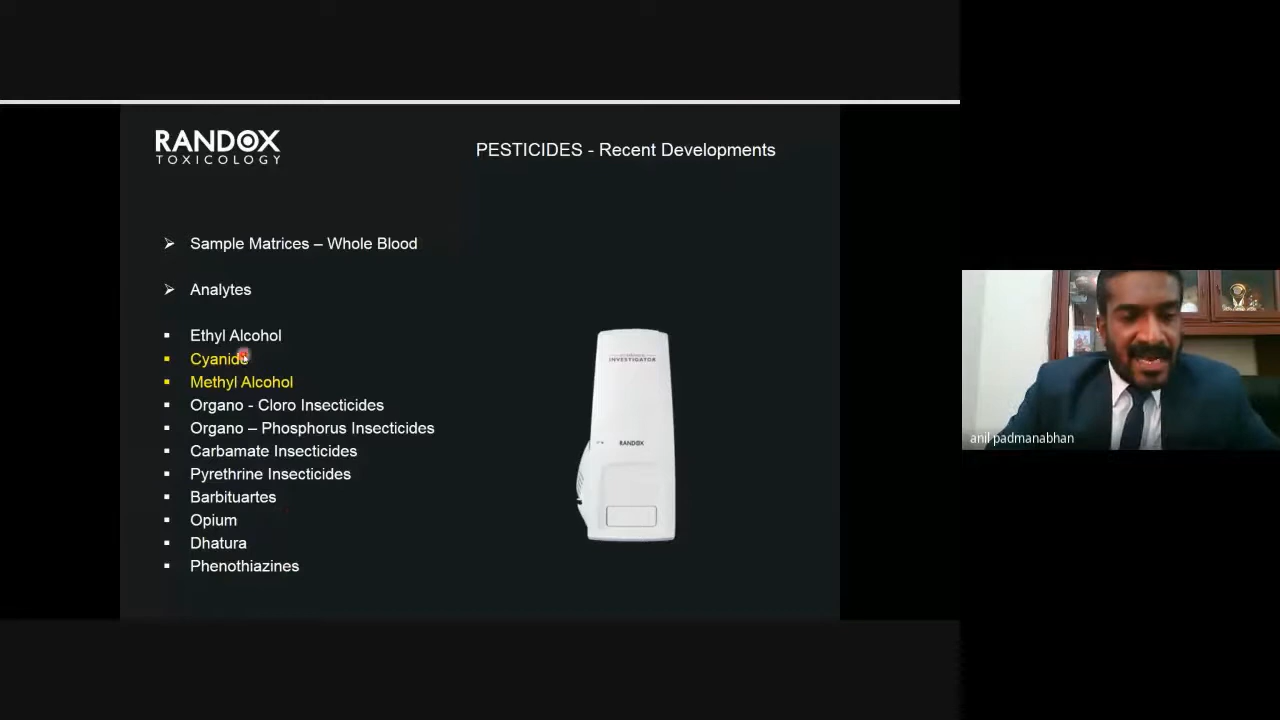 RANDOX
TOXICOLOGY
PESTICIDES - Recent Developments
Sample Matrices – Whole Blood
Analytes
Ethyl Alcohol
Cyanide
Methyl Alcohol
Organo - Cloro Insecticides
Organo – Phosphorus Insecticides
Carbamate Insecticides
Pyrethrine Insecticides
Barbituartes
Opium
Dhatura
Phenothiazines
INVESTIGATOR
RANDOX
anil padmanabhan